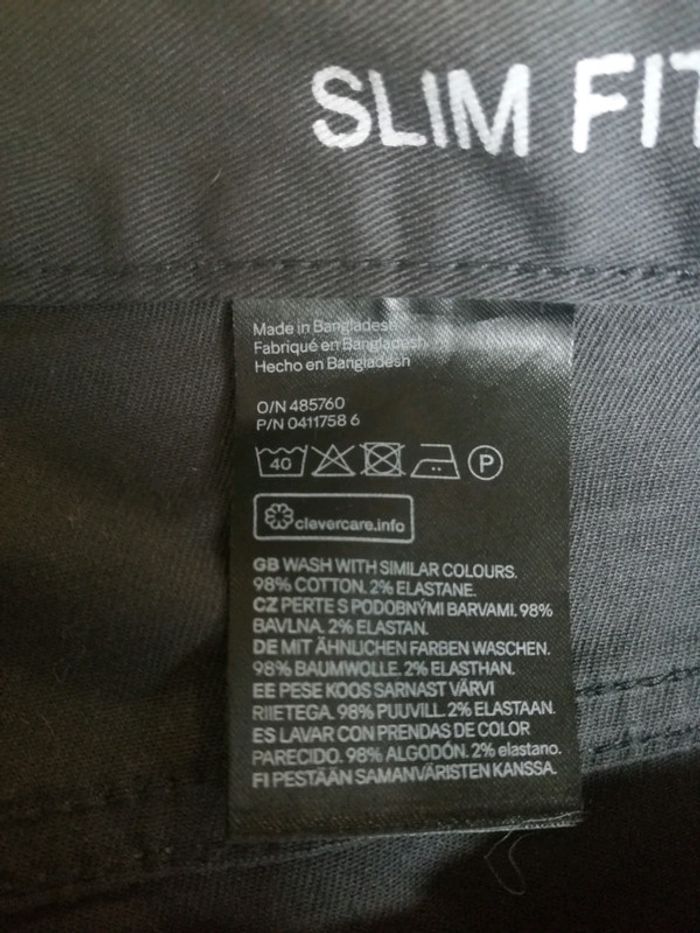 SLIM FIT
Made in Bangladesh
Fabriqué en Bangladesh
Hecho en Bangladesh
O/N 485760
P/N 0411758 6
40 P
clevercare.info
GB WASH WITH SIMILAR COLOURS.
98% COTTON. 2% ELASTANE.
CZ PERTE S PODOBNÝMI BARVAMI. 98%
BAVLNA. 2% ELASTAN.
DE MIT ÄHNLICHEN FARBEN WASCHEN.
98% BAUMWOLLE. 2% ELASTHAN.
EE PESE KOOS SARNAST VÄRVI
RIIETEGA. 98% PUUVILL. 2% ELASTAAN.
ES LAVAR CON PRENDAS DE COLOR
PARECIDO. 98% ALGODÓN. 2% elastano.
FI PESTÄÄN SAMANVÄRISTEN KANSSA.